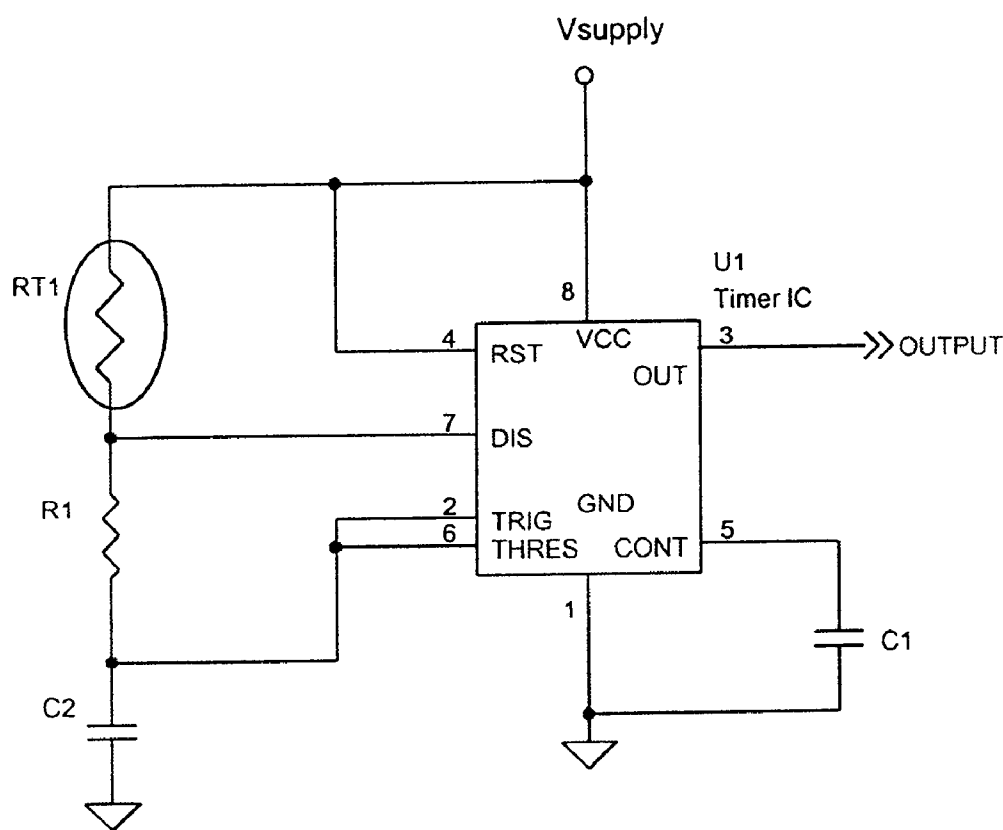 Vsupply
RT1
U1
Timer IC
8
4
RST
VCC
3
OUT
OUTPUT
7
DIS
R1
2
TRIG
GND
6
THRES
CONT
5
1
C1
C2